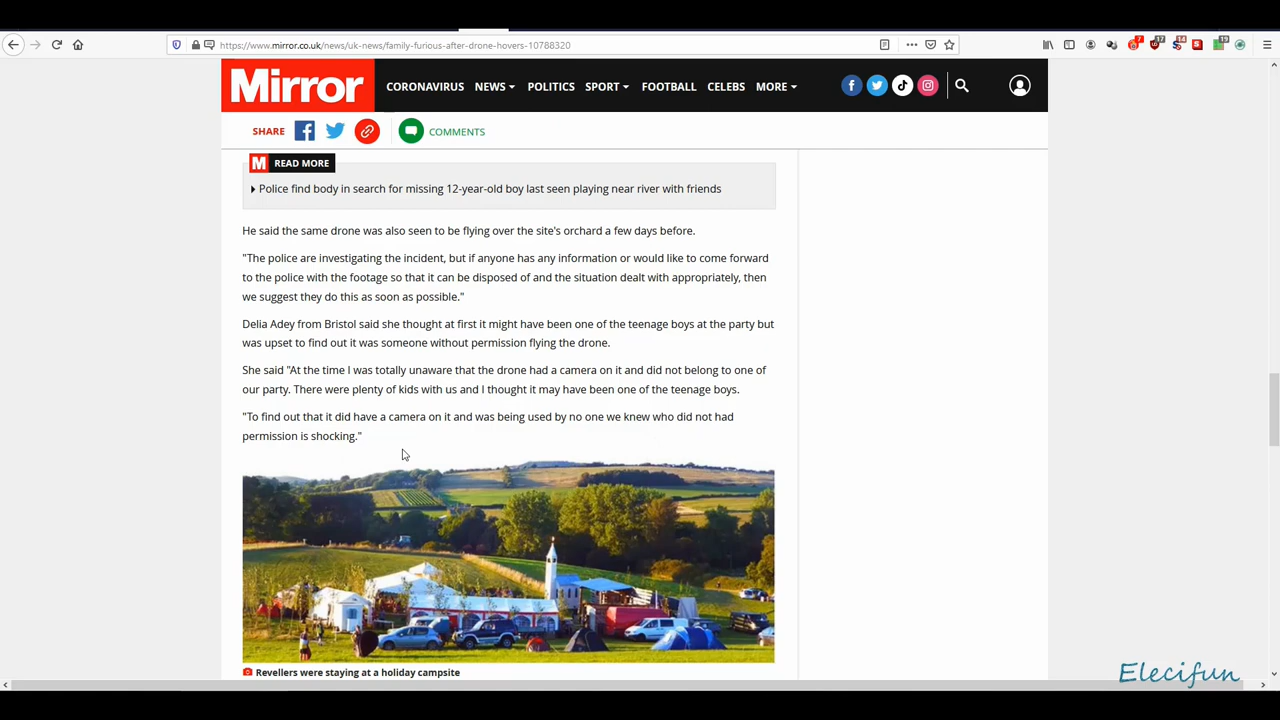 https://www.mirror.co.uk/news/uk-news/family-furious-after-drone-hovers-10788320
7
17
14
19
Mirror
CORONAVIRUS NEWS POLITICS SPORT FOOTBALL CELEBS MORE
SHARE COMMENTS
M READ MORE
Police find body in search for missing 12-year-old boy last seen playing near river with friends
He said the same drone was also seen to be flying over the site's orchard a few days before.
"The police are investigating the incident, but if anyone has any information or would like to come forward
to the police with the footage so that it can be disposed of and the situation dealt with appropriately, then
we suggest they do this as soon as possible."
Delia Adey from Bristol said she thought at first it might have been one of the teenage boys at the party but
was upset to find out it was someone without permission flying the drone.
She said "At the time I was totally unaware that the drone had a camera on it and did not belong to one of
our party. There were plenty of kids with us and I thought it may have been one of the teenage boys.
"To find out that it did have a camera on it and was being used by no one we knew who did not had
permission is shocking."
Revellers were staying at a holiday campsite
Elecifun